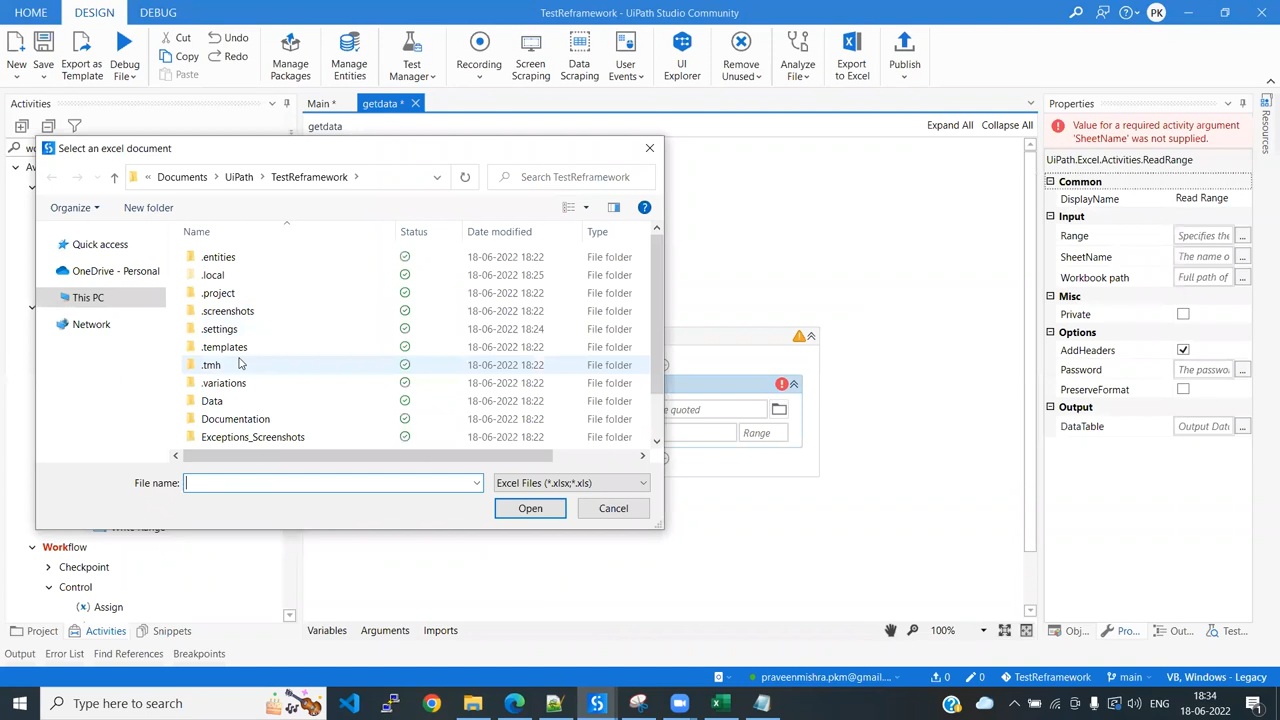 HOME
DESIGN
DEBUG
TestReframework - UiPath Studio Community
PK
New
Save
Export as Template
Debug File
Cut
Copy
Paste
Undo
Redo
Manage Packages
Manage Entities
Test Manager
Recording
Screen Scraping
Data Scraping
User Events
UI Explorer
Remove Unused
Analyze File
Export to Excel
Publish
Activities
Main *
getdata *
Properties
getdata
Expand All
Collapse All
Value for a required activity argument
'SheetName' was not supplied.
Resources
UiPath.Excel.Activities.ReadRange
Common
DisplayName
Read Range
Input
Range
Specifies the
SheetName
The name o
Workbook path
Full path of
Misc
Private
Options
AddHeaders
Password
The passwo
PreserveFormat
Output
DataTable
Output Dat
Select an excel document
« Documents > UiPath > TestReframework >
Search TestReframework
Organize
New folder
Name
Status
Date modified
Type
Quick access
OneDrive - Personal
This PC
Network
.entities 18-06-2022 18:22 File folder
.local 18-06-2022 18:25 File folder
.project 18-06-2022 18:22 File folder
.screenshots 18-06-2022 18:22 File folder
.settings 18-06-2022 18:24 File folder
.templates 18-06-2022 18:22 File folder
.tmh 18-06-2022 18:22 File folder
.variations 18-06-2022 18:22 File folder
Data 18-06-2022 18:22 File folder
Documentation 18-06-2022 18:22 File folder
Exceptions_Screenshots 18-06-2022 18:22 File folder
File name:
Excel Files (*.xlsx;*.xls)
Open
Cancel
e quoted
Range
Workflow
Checkpoint
Control
Assign
Project
Activities
Snippets
Variables
Arguments
Imports
100%
Obj...
Pro...
Out...
Test...
Output
Error List
Find References
Breakpoints
praveenmishra.pkm@gmail....
0
0
TestReframework
main
VB, Windows - Legacy
Type here to search
ENG
18:34
18-06-2022